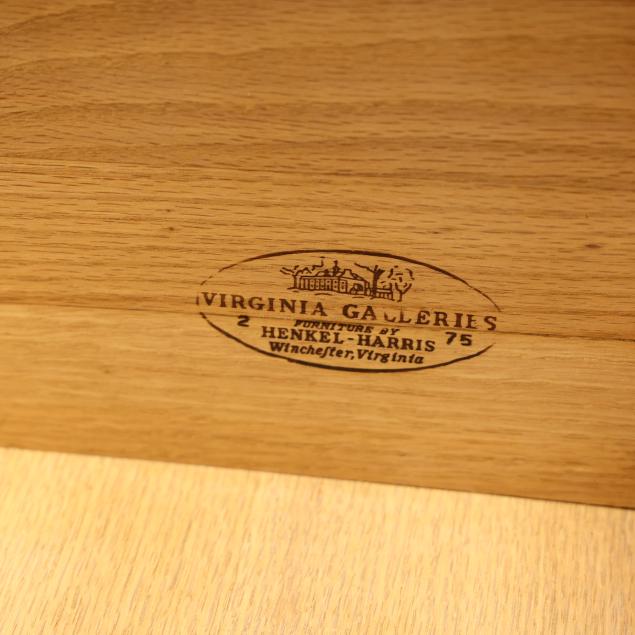 VIRGINIA GALLERIES
2 FURNITURE BY 75
HENKEL-HARRIS
Winchester, Virginia